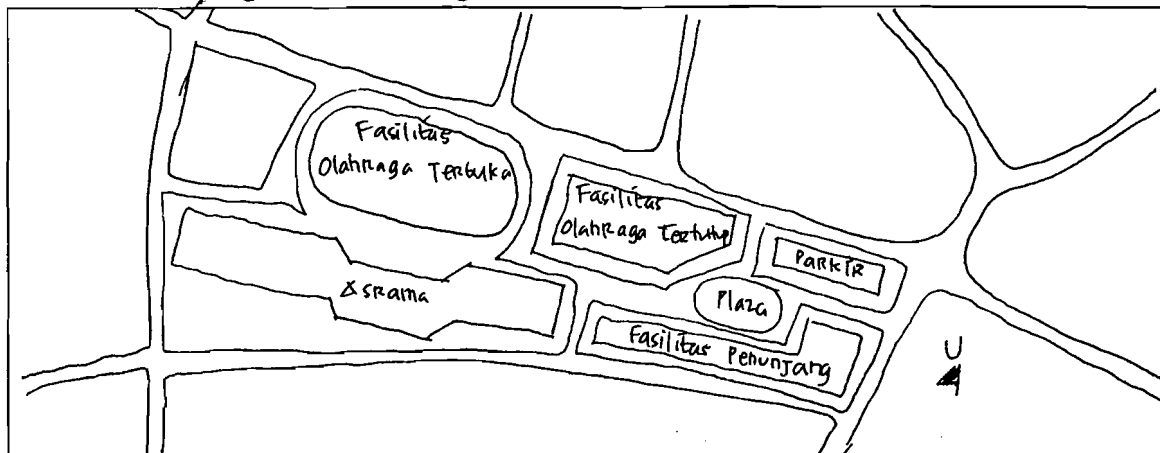 Fasilitas
Olahraga Terbuka
Fasilitas
Olahraga Tertutup
Parkir
Plaza
Asrama
Fasilitas Penunjang
U